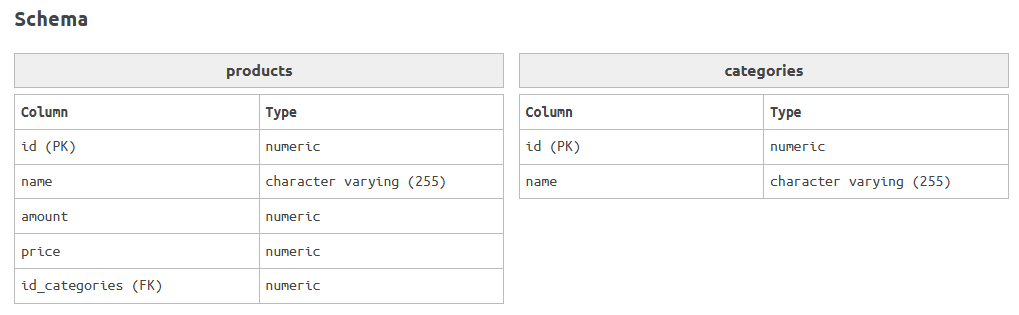 Schema
products
Column Type
id (PK) numeric
name character varying (255)
amount numeric
price numeric
id_categories (FK) numeric
categories
Column Type
id (PK) numeric
name character varying (255)